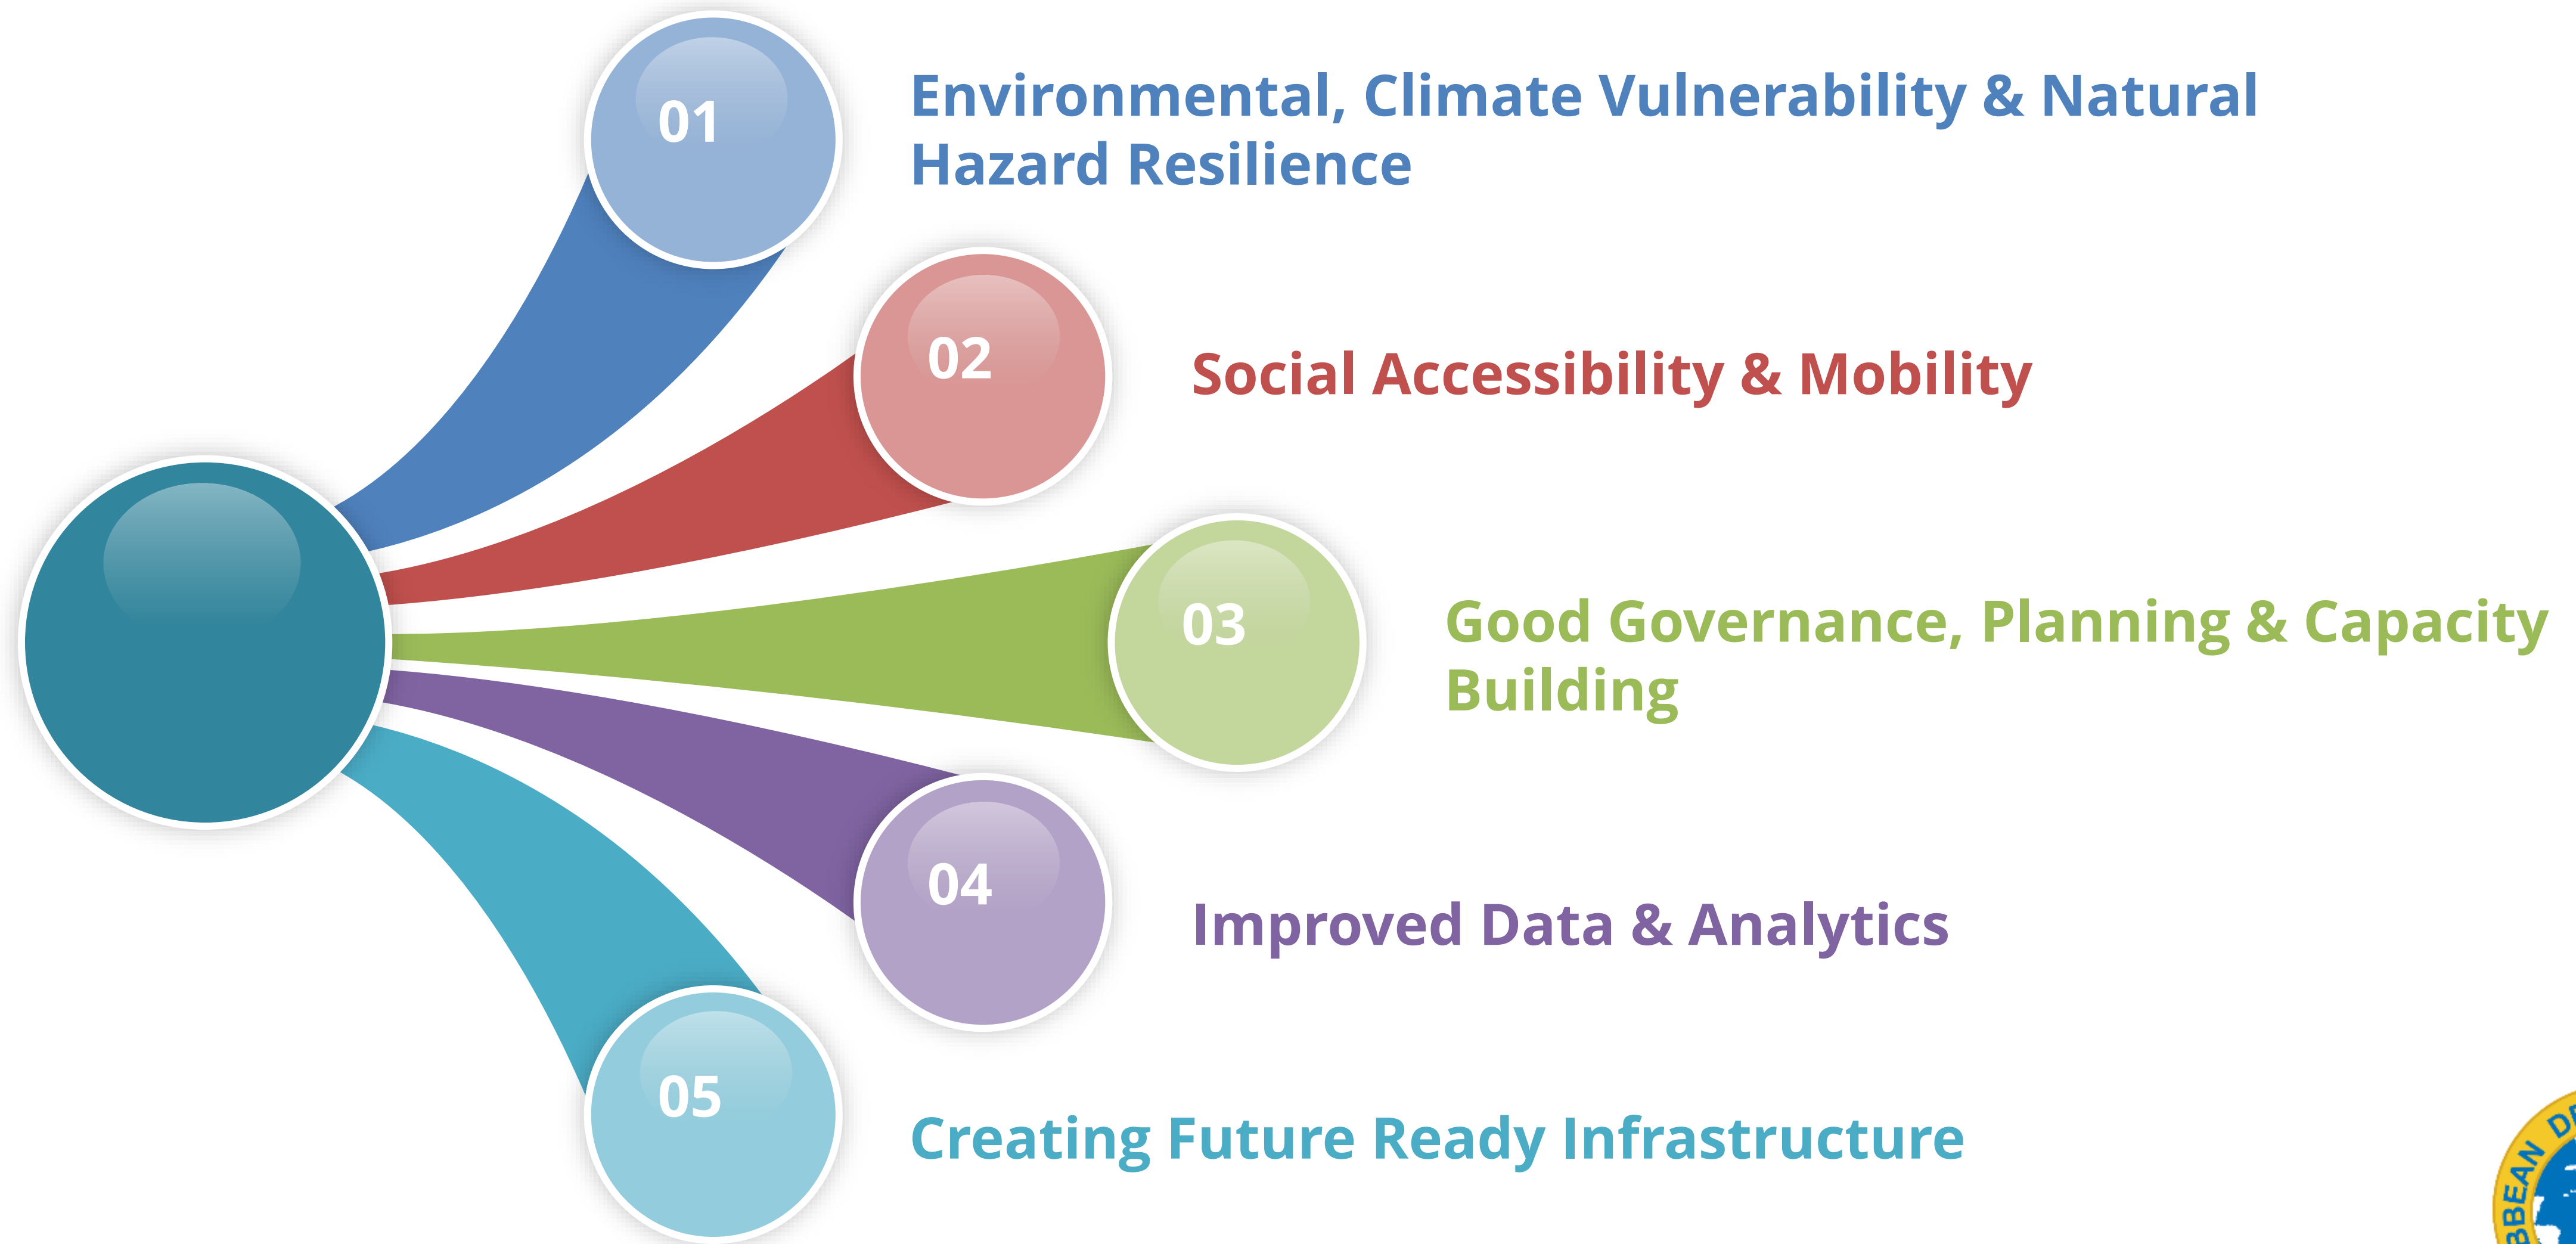 01
Environmental, Climate Vulnerability & Natural
Hazard Resilience
02
Social Accessibility & Mobility
03
Good Governance, Planning & Capacity
Building
04
Improved Data & Analytics
05
Creating Future Ready Infrastructure